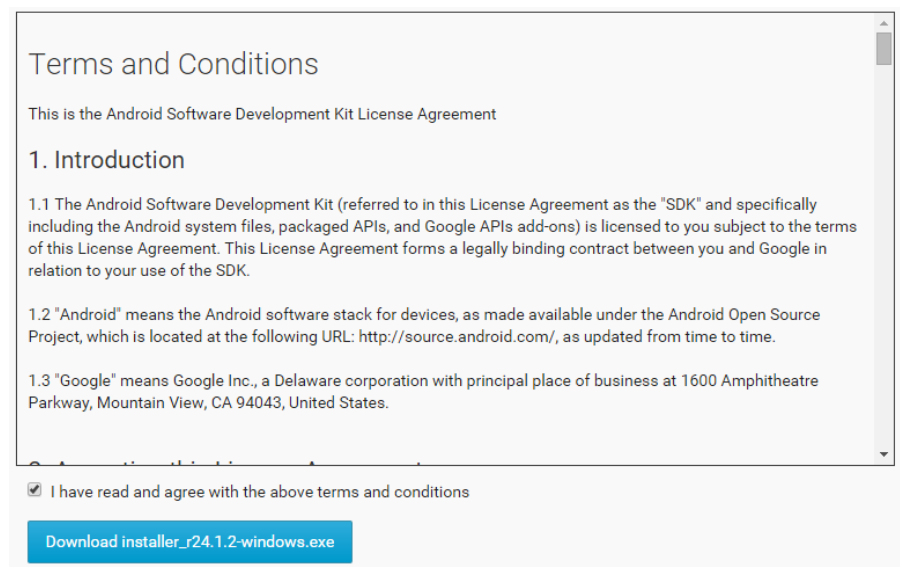 Terms and Conditions
This is the Android Software Development Kit License Agreement
1. Introduction
1.1 The Android Software Development Kit (referred to in this License Agreement as the "SDK" and specifically
including the Android system files, packaged APIs, and Google APIs add-ons) is licensed to you subject to the terms
of this License Agreement. This License Agreement forms a legally binding contract between you and Google in
relation to your use of the SDK.
1.2 "Android" means the Android software stack for devices, as made available under the Android Open Source
Project, which is located at the following URL: http://source.android.com/, as updated from time to time.
1.3 "Google" means Google Inc., a Delaware corporation with principal place of business at 1600 Amphitheatre
Parkway, Mountain View, CA 94043, United States.
I have read and agree with the above terms and conditions
Download installer_r24.1.2-windows.exe